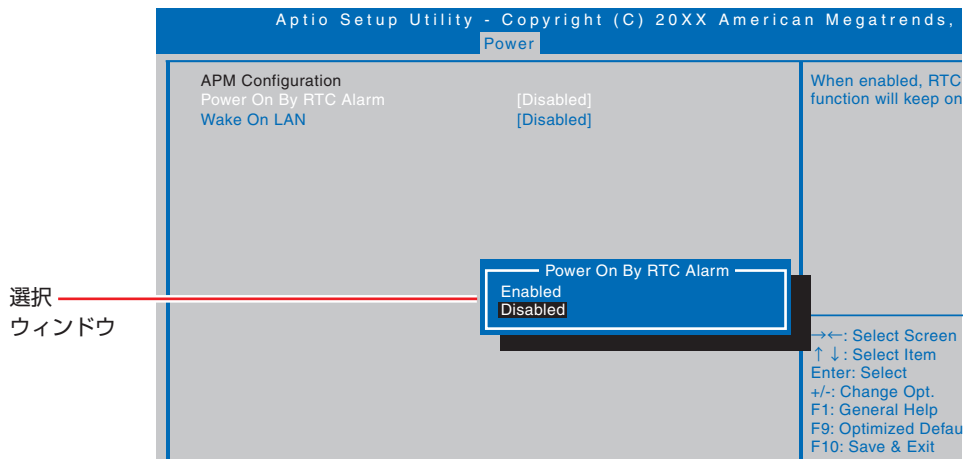 Aptio Setup Utility - Copyright (C) 20XX American Megatrends,
Power
APM Configuration
Power On By RTC Alarm [Disabled]
Wake On LAN [Disabled]
When enabled, RTC
function will keep on
選択
ウィンドウ
Power On By RTC Alarm
Enabled
Disabled
→←: Select Screen
↑↓: Select Item
Enter: Select
+/-: Change Opt.
F1: General Help
F9: Optimized Defau
F10: Save & Exit